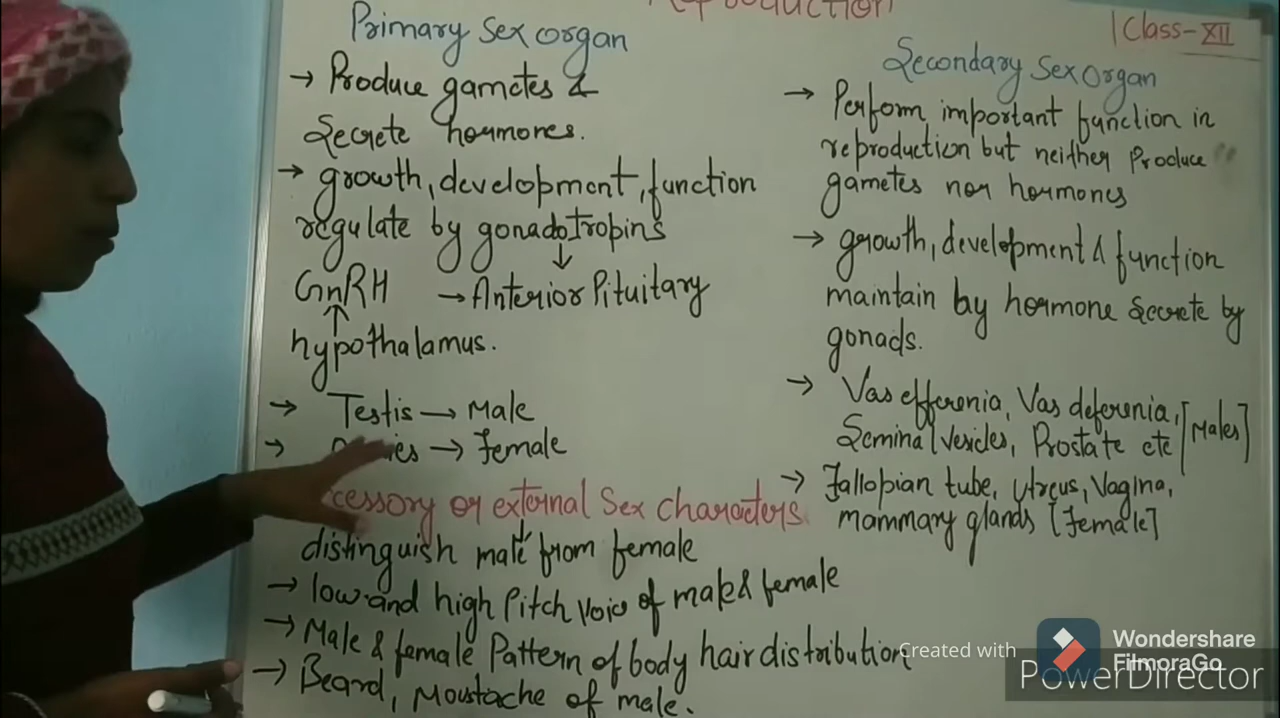 Reproduction
Class-XII
Primary Sex organ
→ Produce gametes &
Secrete hormones.
→ growth, development, function
regulate by gonadotropins
↓
GnRH → Anterior Pituitary
↑
hypothalamus.
→ Testis → Male
→ → Female
or external Sex characters
↓
distinguish male from female
→ low and high Pitch Voice of male & female
→ Male & female Pattern of body hair distribution
→ Beard, Moustache of male.
Secondary Sex Organ
→ Perform important function in
reproduction but neither Produce
gametes nor hormones
→ growth, development & function
maintain by hormone Secrete by
gonads.
→ Vas efferenia, Vas deferenia,
Seminal vesicles, Prostate etc [Males]
→ Fallopian tube, Uterus, Vagina,
mammary glands [Female]
Created with
Wondershare
FilmoraGo
PowerDirector